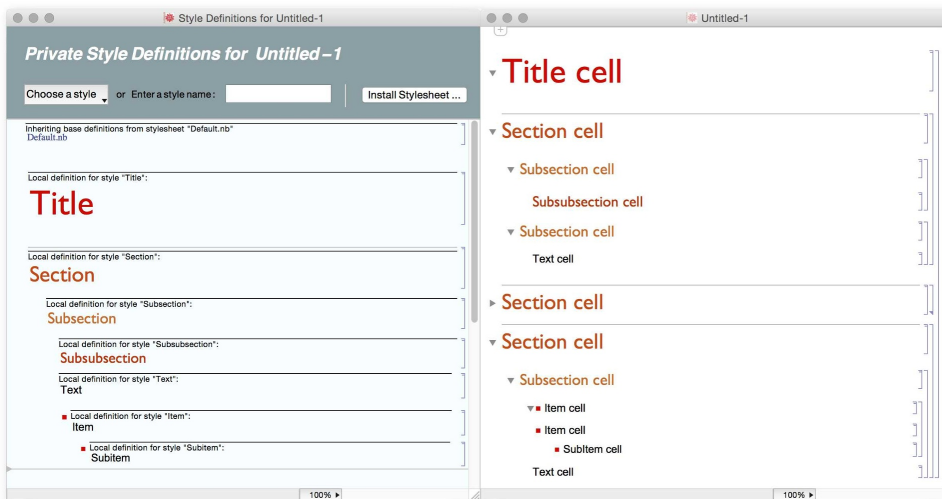 Style Definitions for Untitled-1
Private Style Definitions for Untitled-1
Choose a style or Enter a style name: Install Stylesheet ...
Inheriting base definitions from stylesheet "Default.nb"
Default.nb
Local definition for style "Title":
Title
Local definition for style "Section":
Section
Local definition for style "Subsection":
Subsection
Local definition for style "Subsubsection":
Subsubsection
Local definition for style "Text":
Text
Local definition for style "Item":
Item
Local definition for style "Subitem":
Subitem
100%
Untitled-1
Title cell
Section cell
Subsection cell
Subsubsection cell
Subsection cell
Text cell
Section cell
Section cell
Subsection cell
Item cell
Item cell
SubItem cell
Text cell
100%